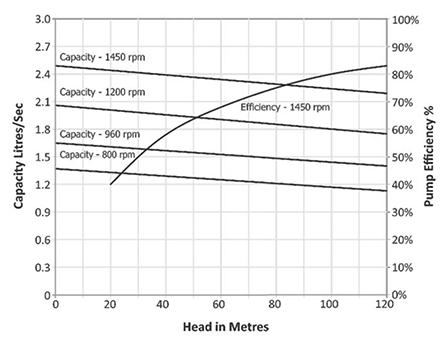 3.0
2.7
2.4
2.1
1.8
1.5
1.2
0.9
0.6
0.3
0
Capacity Litres/Sec
Capacity - 1450 rpm
Capacity - 1200 rpm
Efficiency - 1450 rpm
Capacity - 960 rpm
Capacity - 800 rpm
100%
90%
80%
70%
60%
50%
40%
30%
20%
10%
0%
Pump Efficiency %
0 20 40 60 80 100 120
Head in Metres